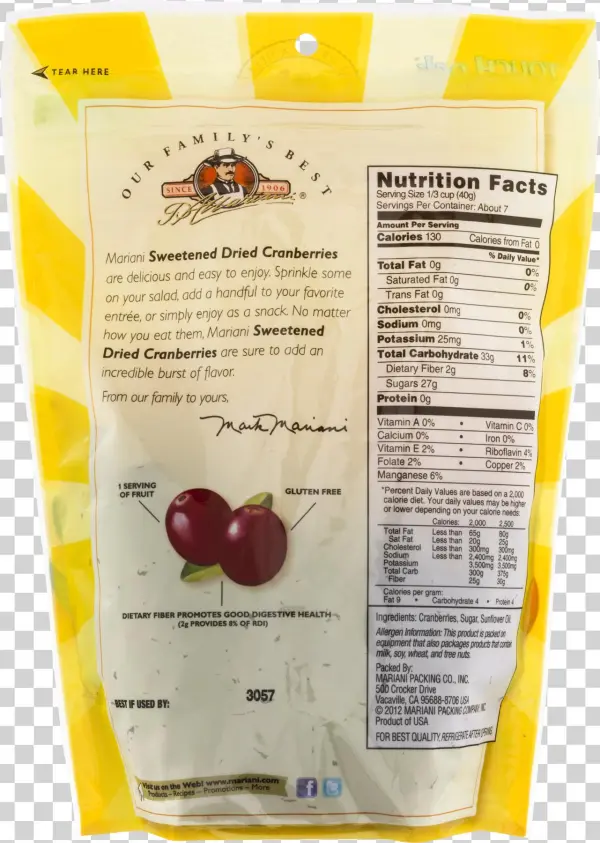 TEAR HERE
OUR FAMILY'S BEST
SINCE 1906
®
Mariani Sweetened Dried Cranberries
are delicious and easy to enjoy. Sprinkle some
on your salad, add a handful to your favorite
entrée, or simply enjoy as a snack. No matter
how you eat them, Mariani Sweetened
Dried Cranberries are sure to add an
incredible burst of flavor.
From our family to yours,
Mark Mariani
1 SERVING
OF FRUIT
GLUTEN FREE
DIETARY FIBER PROMOTES GOOD DIGESTIVE HEALTH
(2g PROVIDES 8% OF RDI)
BEST IF USED BY:
3057
Visit us on the Web! www.mariani.com
Products - Recipes - Promotions - More
Nutrition Facts
Serving Size 1/3 cup (40g)
Servings Per Container: About 7
Amount Per Serving
Calories 130 Calories from Fat 0
% Daily Value*
Total Fat 0g 0%
Saturated Fat 0g 0%
Trans Fat 0g
Cholesterol 0mg 0%
Sodium 0mg 0%
Potassium 25mg 1%
Total Carbohydrate 33g 11%
Dietary Fiber 2g 8%
Sugars 27g
Protein 0g
Vitamin A 0% • Vitamin C 0%
Calcium 0% • Iron 0%
Vitamin E 2% • Riboflavin 4%
Folate 2% • Copper 2%
Manganese 6%
*Percent Daily Values are based on a 2,000
calorie diet. Your daily values may be higher
or lower depending on your calorie needs:
Calories: 2,000 2,500
Total Fat Less than 65g 80g
Sat Fat Less than 20g 25g
Cholesterol Less than 300mg 300mg
Sodium Less than 2,400mg 2,400mg
Potassium 3,500mg 3,500mg
Total Carb 300g 375g
Fiber 25g 30g
Calories per gram:
Fat 9 • Carbohydrate 4 • Protein 4
Ingredients: Cranberries, Sugar, Sunflower Oil.
Allergen Information: This product is packed on
equipment that also packages products that contain
milk, soy, wheat, and tree nuts.
Packed By:
MARIANI PACKING CO., INC.
500 Crocker Drive
Vacaville, CA 95688-8706 USA
© 2012 MARIANI PACKING COMPANY, INC.
Product of USA
FOR BEST QUALITY, REFRIGERATE AFTER OPENING